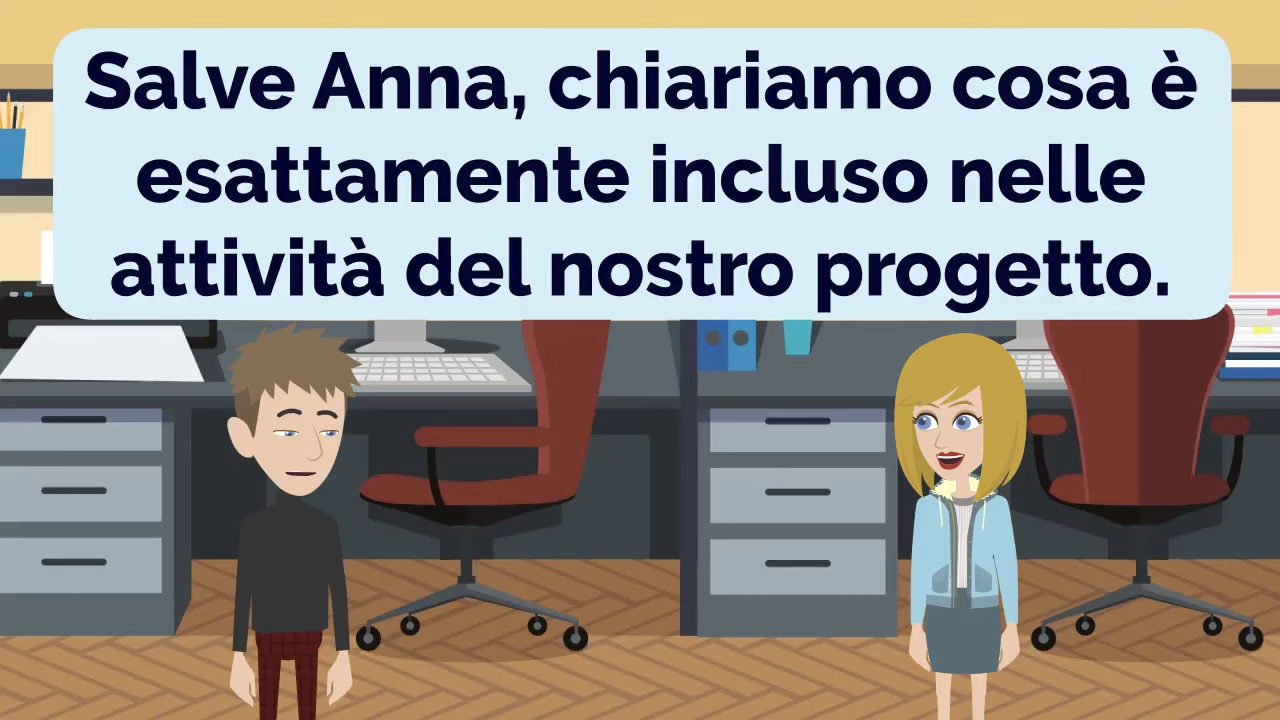 Salve Anna, chiariamo cosa è
esattamente incluso nelle
attività del nostro progetto.